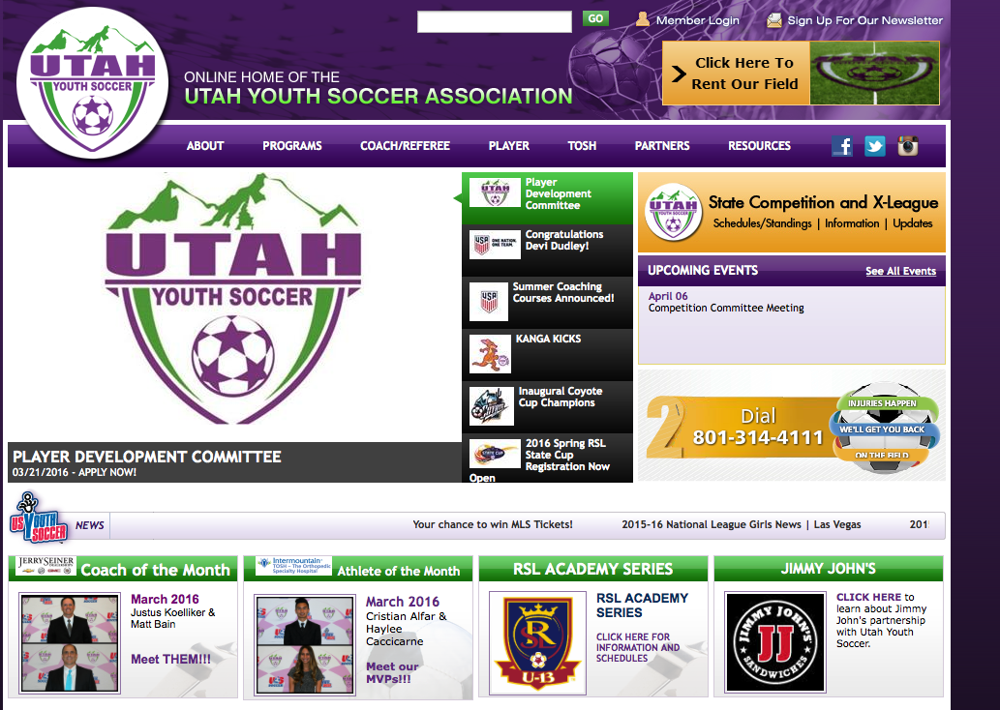 GO
Member Login
Sign Up For Our Newsletter
UTAH
YOUTH SOCCER
ONLINE HOME OF THE
UTAH YOUTH SOCCER ASSOCIATION
Click Here To
Rent Our Field
ABOUT PROGRAMS COACH/REFEREE PLAYER TOSH PARTNERS RESOURCES
UTAH
YOUTH SOCCER
PLAYER DEVELOPMENT COMMITTEE
03/21/2016 - APPLY NOW!
UTAH
Player
Development
Committee
USA
ONE NATION.
ONE TEAM.
Congratulations
Devi Dudley!
USA
Summer Coaching
Courses Announced!
KANGA KICKS
Inaugural Coyote
Cup Champions
STATE CUP
2016 Spring RSL
State Cup
Registration Now
Open
UTAH
YOUTH SOCCER
State Competition and X-League
Schedules/Standings | Information | Updates
UPCOMING EVENTS See All Events
April 06
Competition Committee Meeting
2 Dial
801-314-4111
INJURIES HAPPEN
WE'LL GET YOU BACK
ON THE FIELD
US YOUTH
SOCCER
NEWS
Your chance to win MLS Tickets! 2015-16 National League Girls News | Las Vegas 201
JERRY SEINER
Coach of the Month
March 2016
Justus Koelliker &
Matt Bain
Meet THEM!!!
Intermountain
TOSH – The Orthopedic
Specialty Hospital
Athlete of the Month
March 2016
Cristian Alfar &
Haylee
Caccicarne
Meet our
MVPs!!!
RSL ACADEMY SERIES
RSL
U-13
RSL ACADEMY
SERIES
CLICK HERE FOR
INFORMATION AND
SCHEDULES
JIMMY JOHN'S
JIMMY JOHN'S
JJ
SANDWICHES
CLICK HERE to
learn about Jimmy
John's partnership
with Utah Youth
Soccer.